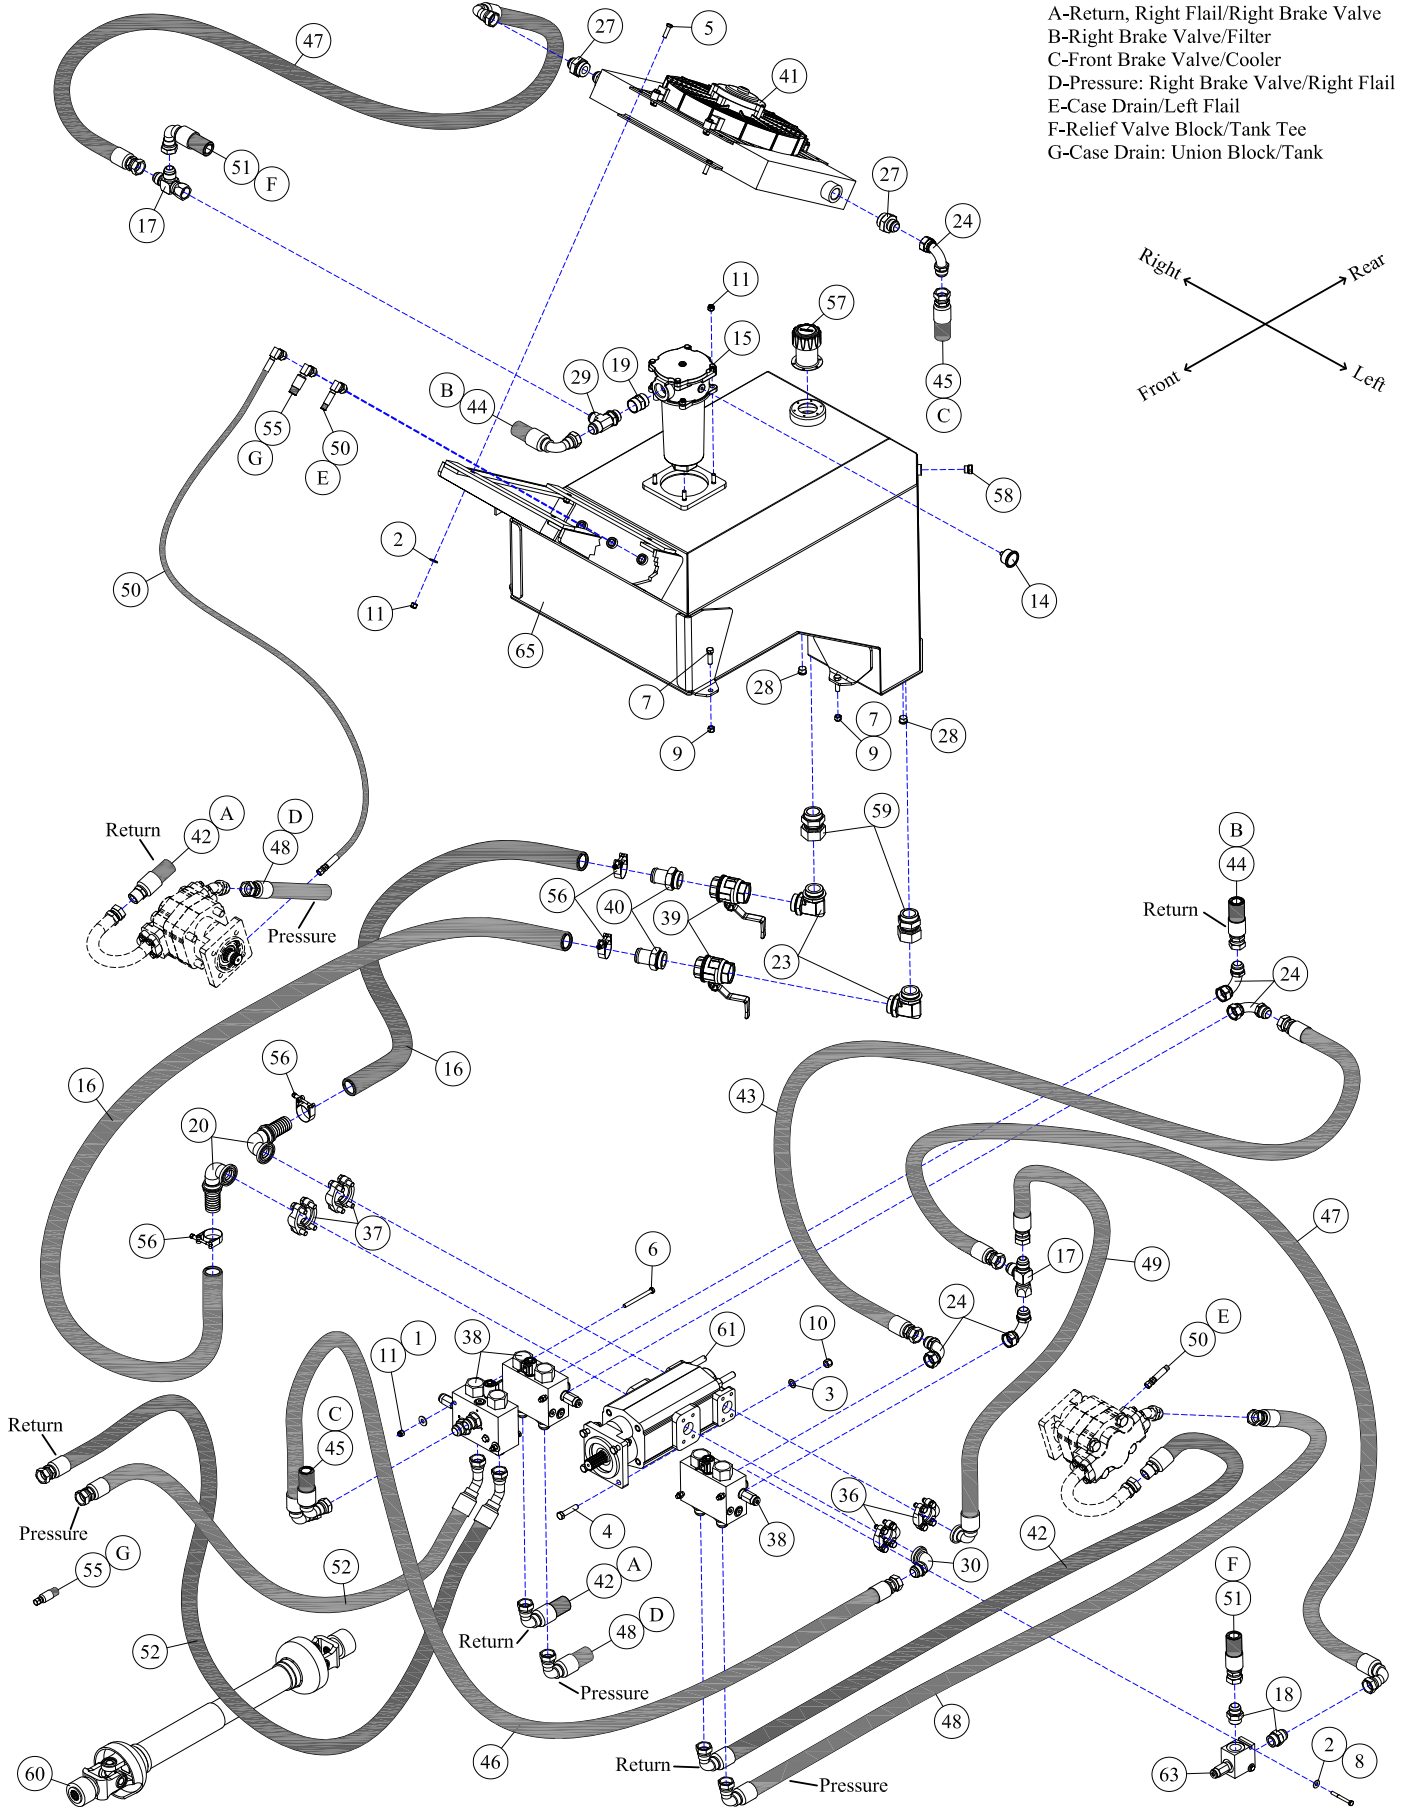 A-Return, Right Flail/Right Brake Valve
B-Right Brake Valve/Filter
C-Front Brake Valve/Cooler
D-Pressure: Right Brake Valve/Right Flail
E-Case Drain/Left Flail
F-Relief Valve Block/Tank Tee
G-Case Drain: Union Block/Tank
47
27
5
41
51
F
17
27
24
Right
Rear
Front
Left
11
57
15
19
29
B
44
45
C
55
G
50
E
58
2
14
50
11
65
7
28
7
9
9
28
59
A
Return
42
D
48
Pressure
56
40
39
23
B
44
Return
24
16
56
16
43
20
37
56
6
47
17
49
24
10
61
38
1
11
3
E
50
Return
C
45
36
4
38
30
42
Pressure
G
55
52
A
42
F
51
Return
D
48
52
Pressure
18
48
46
Return
Pressure
63
2
8
60